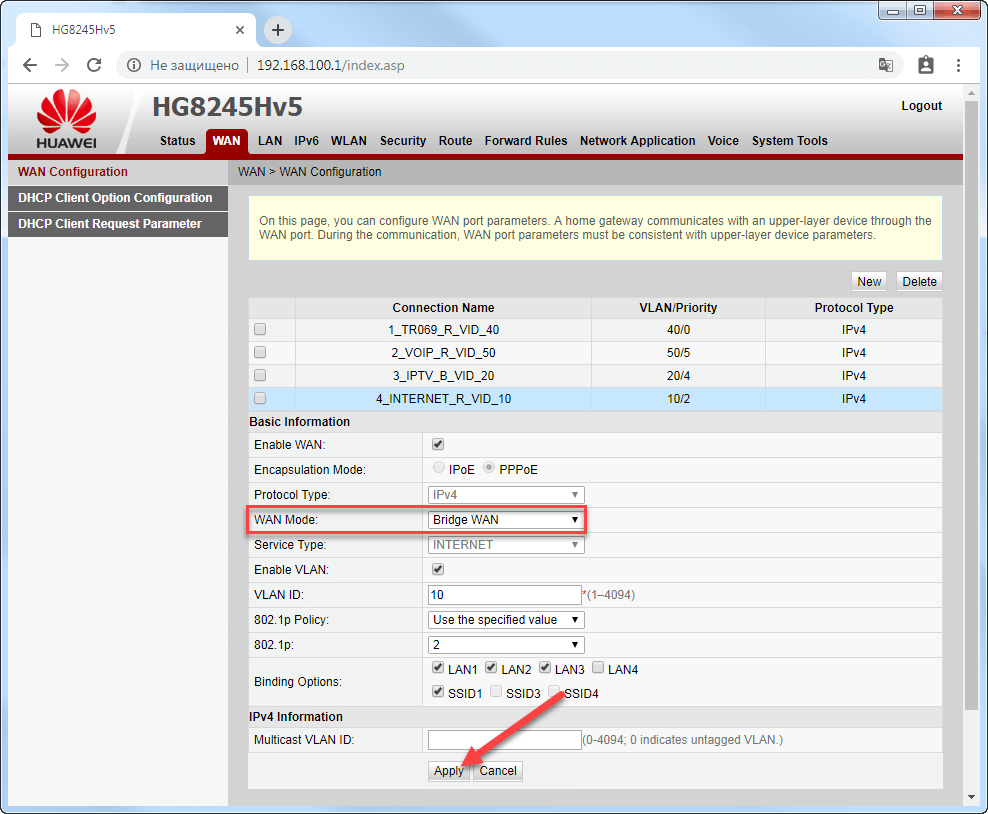 HG8245Hv5
Не защищено 192.168.100.1/index.asp
HUAWEI
HG8245Hv5
Logout
Status WAN LAN IPv6 WLAN Security Route Forward Rules Network Application Voice System Tools
WAN Configuration
DHCP Client Option Configuration
DHCP Client Request Parameter
WAN > WAN Configuration
On this page, you can configure WAN port parameters. A home gateway communicates with an upper-layer device through the
WAN port. During the communication, WAN port parameters must be consistent with upper-layer device parameters.
New Delete
Connection Name VLAN/Priority Protocol Type
1_TR069_R_VID_40 40/0 IPv4
2_VOIP_R_VID_50 50/5 IPv4
3_IPTV_B_VID_20 20/4 IPv4
4_INTERNET_R_VID_10 10/2 IPv4
Basic Information
Enable WAN:
Encapsulation Mode: IPoE PPPoE
Protocol Type: IPv4
WAN Mode: Bridge WAN
Service Type: INTERNET
Enable VLAN:
VLAN ID: 10 *(1–4094)
802.1p Policy: Use the specified value
802.1p: 2
Binding Options: LAN1 LAN2 LAN3 LAN4
SSID1 SSID3 SSID4
IPv4 Information
Multicast VLAN ID: (0-4094; 0 indicates untagged VLAN.)
Apply Cancel